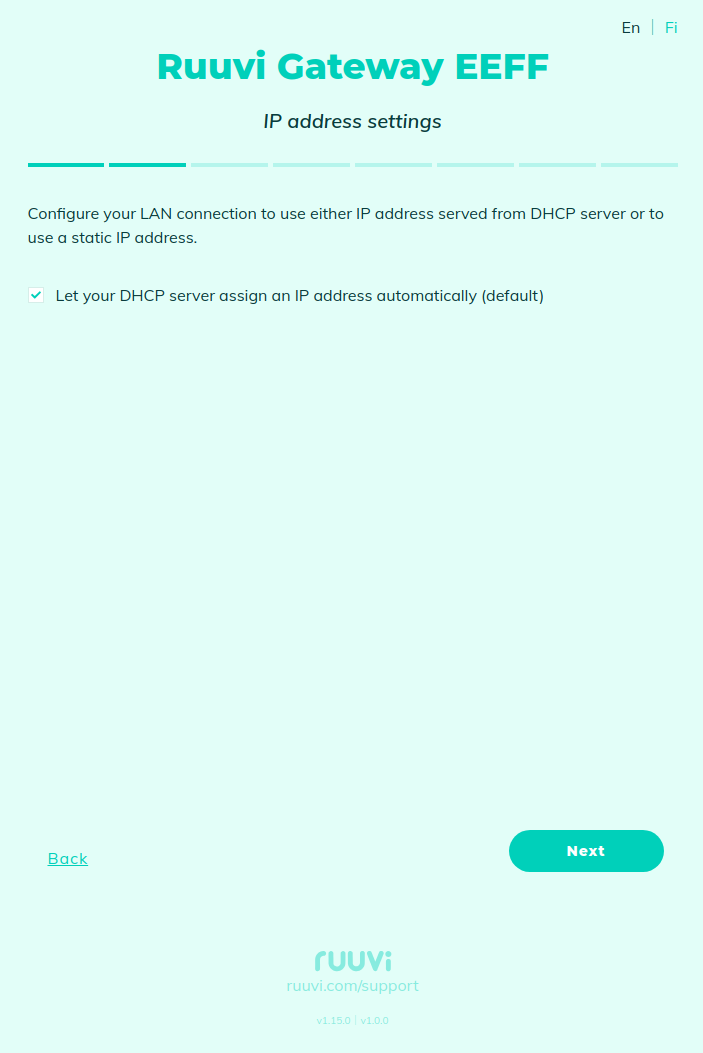 En | Fi
Ruuvi Gateway EEFF
IP address settings
Configure your LAN connection to use either IP address served from DHCP server or to
use a static IP address.
Let your DHCP server assign an IP address automatically (default)
Back
Next
ruuvi
ruuvi.com/support
v1.15.0 | v1.0.0